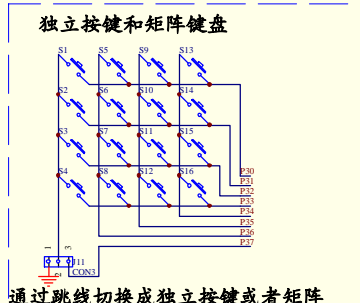 独立按键和矩阵键盘
S1 S5 S9 S13
S2 S6 S10 S14
S3 S7 S11 S15
S4 S8 S12 S16
P30
P31
P32
P33
P34
P35
P36
P37
1 2 3
J11
CON3
通过跳线切换成独立按键或者矩阵